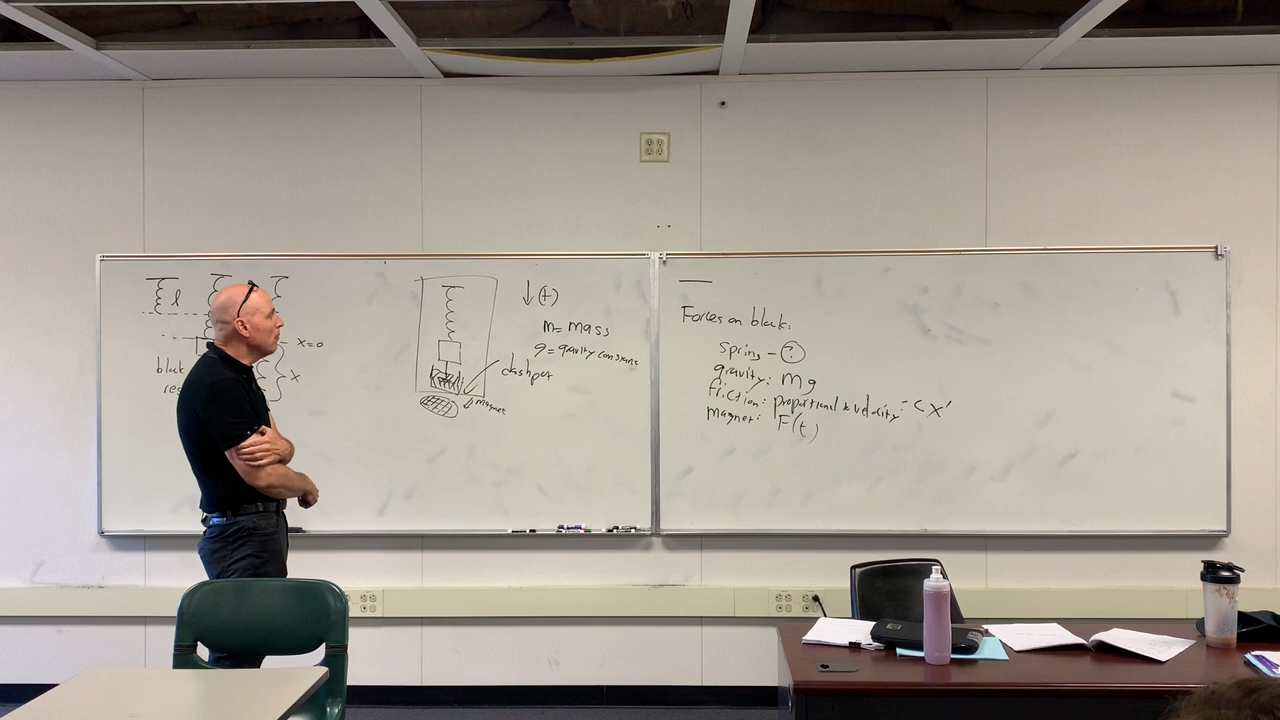 l
x=0
x
block
res
↓(t)
m= mass
g= gravity constant
dashpot
magnet
Forces on block:
Spring - ?
gravity: mg
friction: proportional to velocity -cx'
magnet: F(t)